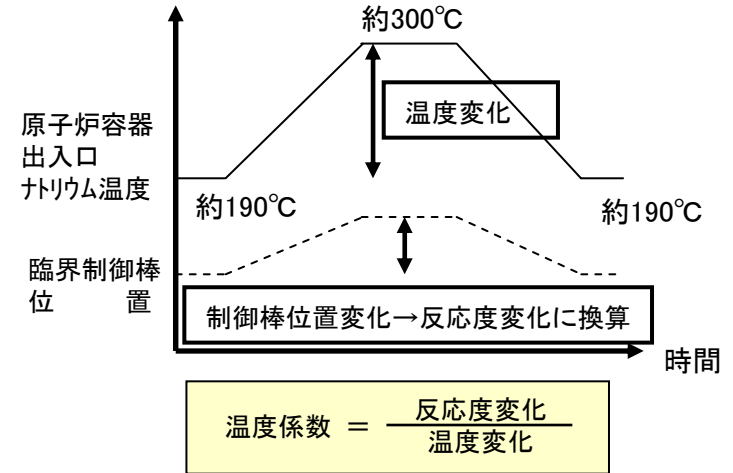 約300℃
温度変化
原子炉容器
出入口
ナトリウム温度
約190℃
約190℃
臨界制御棒
位　　置
制御棒位置変化→反応度変化に換算
時間
温度係数 ＝ 反応度変化
温度変化